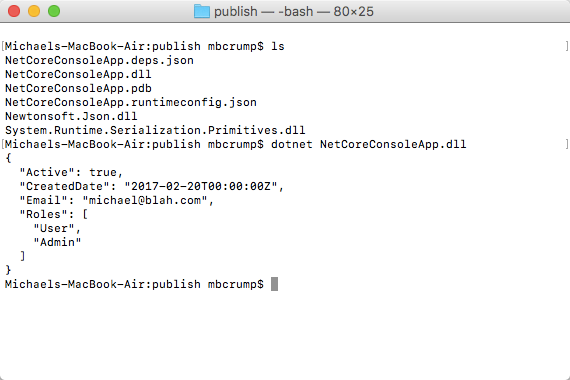 publish — -bash — 80×25
[Michaels-MacBook-Air:publish mbcrump$ ls ]
NetCoreConsoleApp.deps.json
NetCoreConsoleApp.dll
NetCoreConsoleApp.pdb
NetCoreConsoleApp.runtimeconfig.json
Newtonsoft.Json.dll
System.Runtime.Serialization.Primitives.dll
[Michaels-MacBook-Air:publish mbcrump$ dotnet NetCoreConsoleApp.dll ]
{
  "Active": true,
  "CreatedDate": "2017-02-20T00:00:00Z",
  "Email": "michael@blah.com",
  "Roles": [
    "User",
    "Admin"
  ]
}
Michaels-MacBook-Air:publish mbcrump$